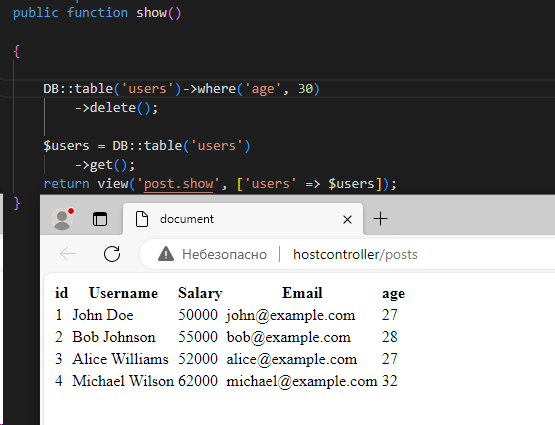 public function show()
{
DB::table('users')->where('age', 30)
->delete();
$users = DB::table('users')
->get();
return view('post.show', ['users' => $users]);
}
document
Небезопасно | hostcontroller/posts
id Username Salary Email age
1 John Doe 50000 john@example.com 27
2 Bob Johnson 55000 bob@example.com 28
3 Alice Williams 52000 alice@example.com 27
4 Michael Wilson 62000 michael@example.com 32